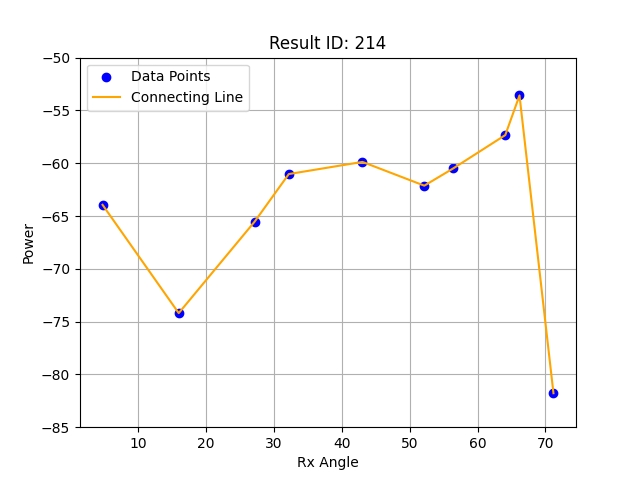 Result ID: 214
Data Points
Connecting Line
−50
−55
−60
−65
−70
−75
−80
−85
Power
10 20 30 40 50 60 70
Rx Angle